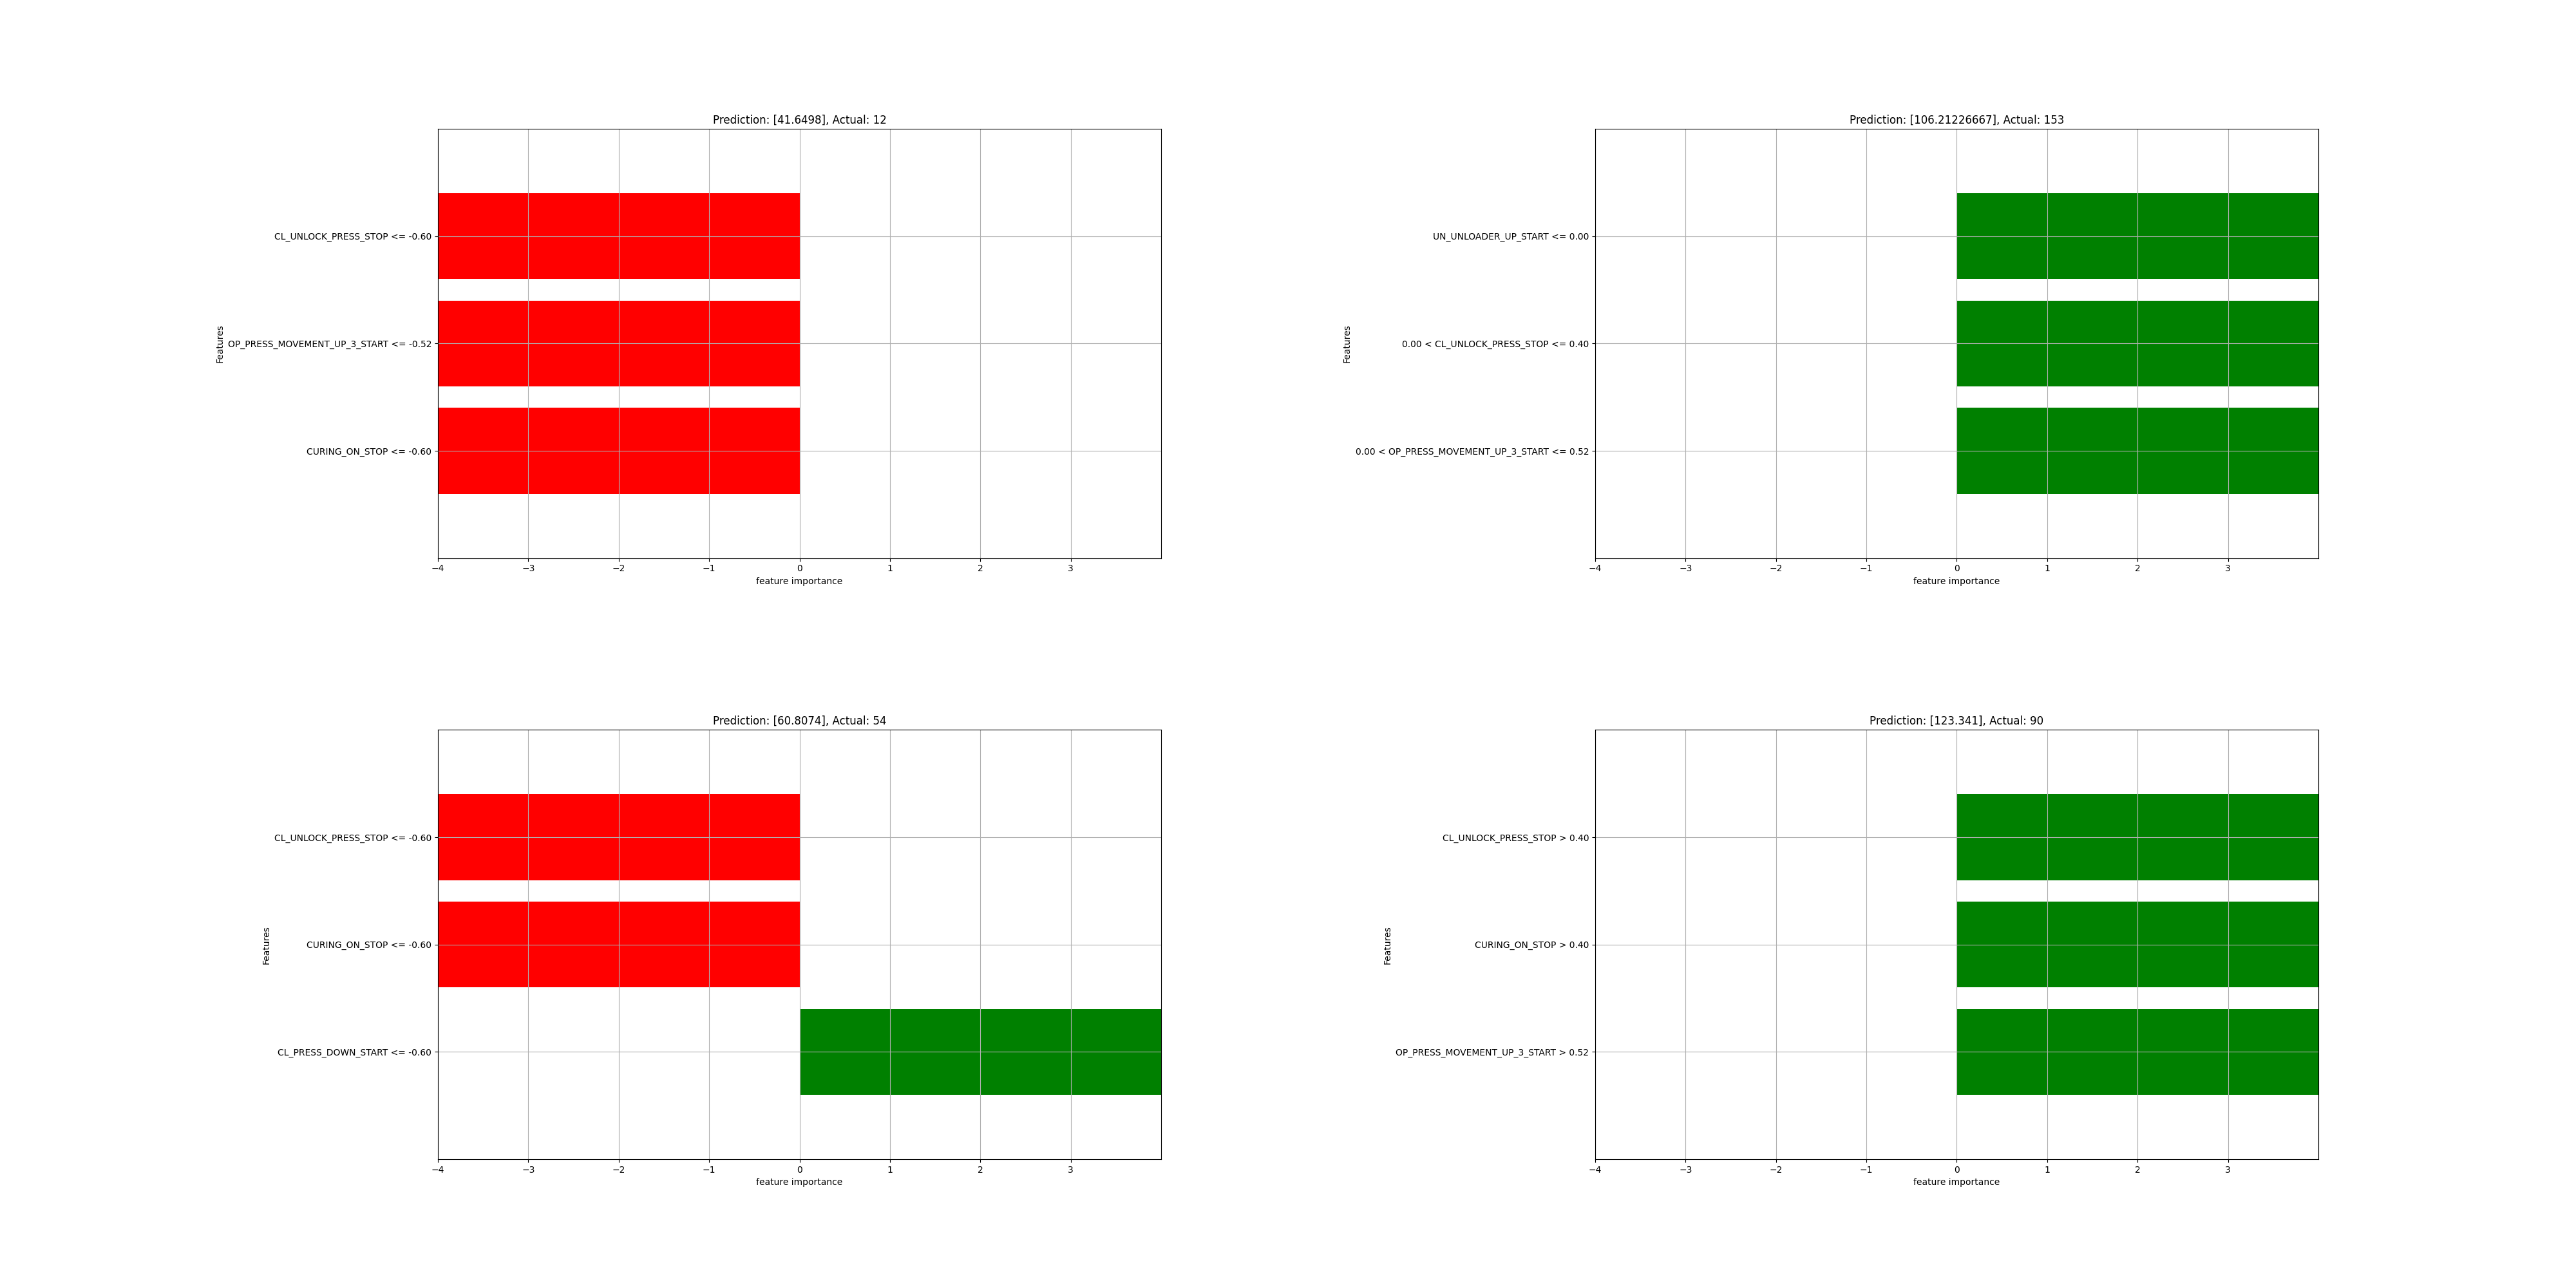 Prediction: [41.6498], Actual: 12
Features
CL_UNLOCK_PRESS_STOP <= -0.60
OP_PRESS_MOVEMENT_UP_3_START <= -0.52
CURING_ON_STOP <= -0.60
−4 −3 −2 −1 0 1 2 3
feature importance
Prediction: [106.21226667], Actual: 153
Features
UN_UNLOADER_UP_START <= 0.00
0.00 < CL_UNLOCK_PRESS_STOP <= 0.40
0.00 < OP_PRESS_MOVEMENT_UP_3_START <= 0.52
−4 −3 −2 −1 0 1 2 3
feature importance
Prediction: [60.8074], Actual: 54
Features
CL_UNLOCK_PRESS_STOP <= -0.60
CURING_ON_STOP <= -0.60
CL_PRESS_DOWN_START <= -0.60
−4 −3 −2 −1 0 1 2 3
feature importance
Prediction: [123.341], Actual: 90
Features
CL_UNLOCK_PRESS_STOP > 0.40
CURING_ON_STOP > 0.40
OP_PRESS_MOVEMENT_UP_3_START > 0.52
−4 −3 −2 −1 0 1 2 3
feature importance